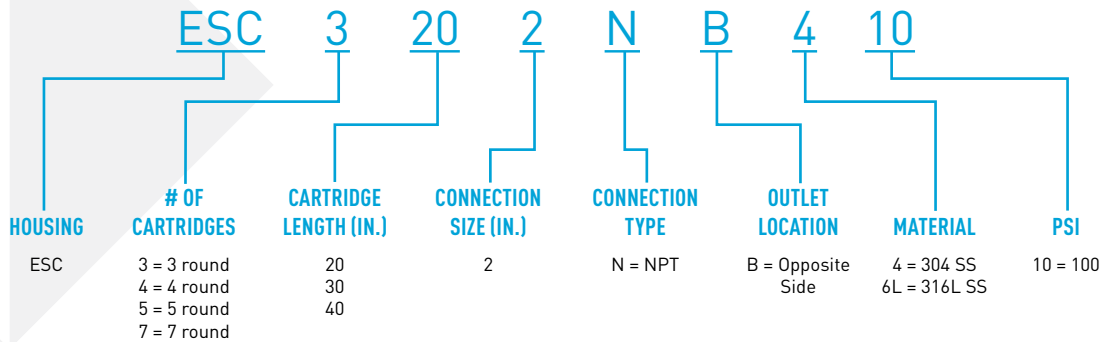 ESC 3 20 2 N B 4 10
HOUSING
ESC
# OF
CARTRIDGES
3 = 3 round
4 = 4 round
5 = 5 round
7 = 7 round
CARTRIDGE
LENGTH (IN.)
20
30
40
CONNECTION
SIZE (IN.)
2
CONNECTION
TYPE
N = NPT
OUTLET
LOCATION
B = Opposite
Side
MATERIAL
4 = 304 SS
6L = 316L SS
PSI
10 = 100